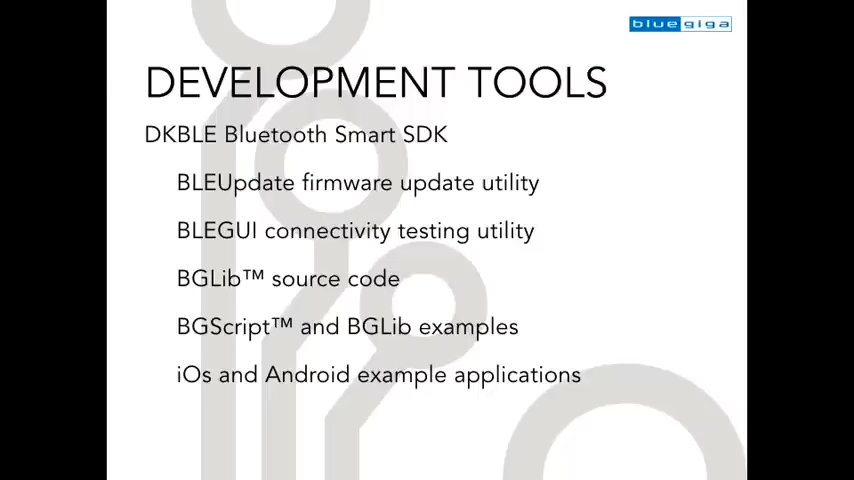 bluegiga
DEVELOPMENT TOOLS
DKBLE Bluetooth Smart SDK
BLEUpdate firmware update utility
BLEGUI connectivity testing utility
BGLib™ source code
BGScript™ and BGLib examples
iOs and Android example applications